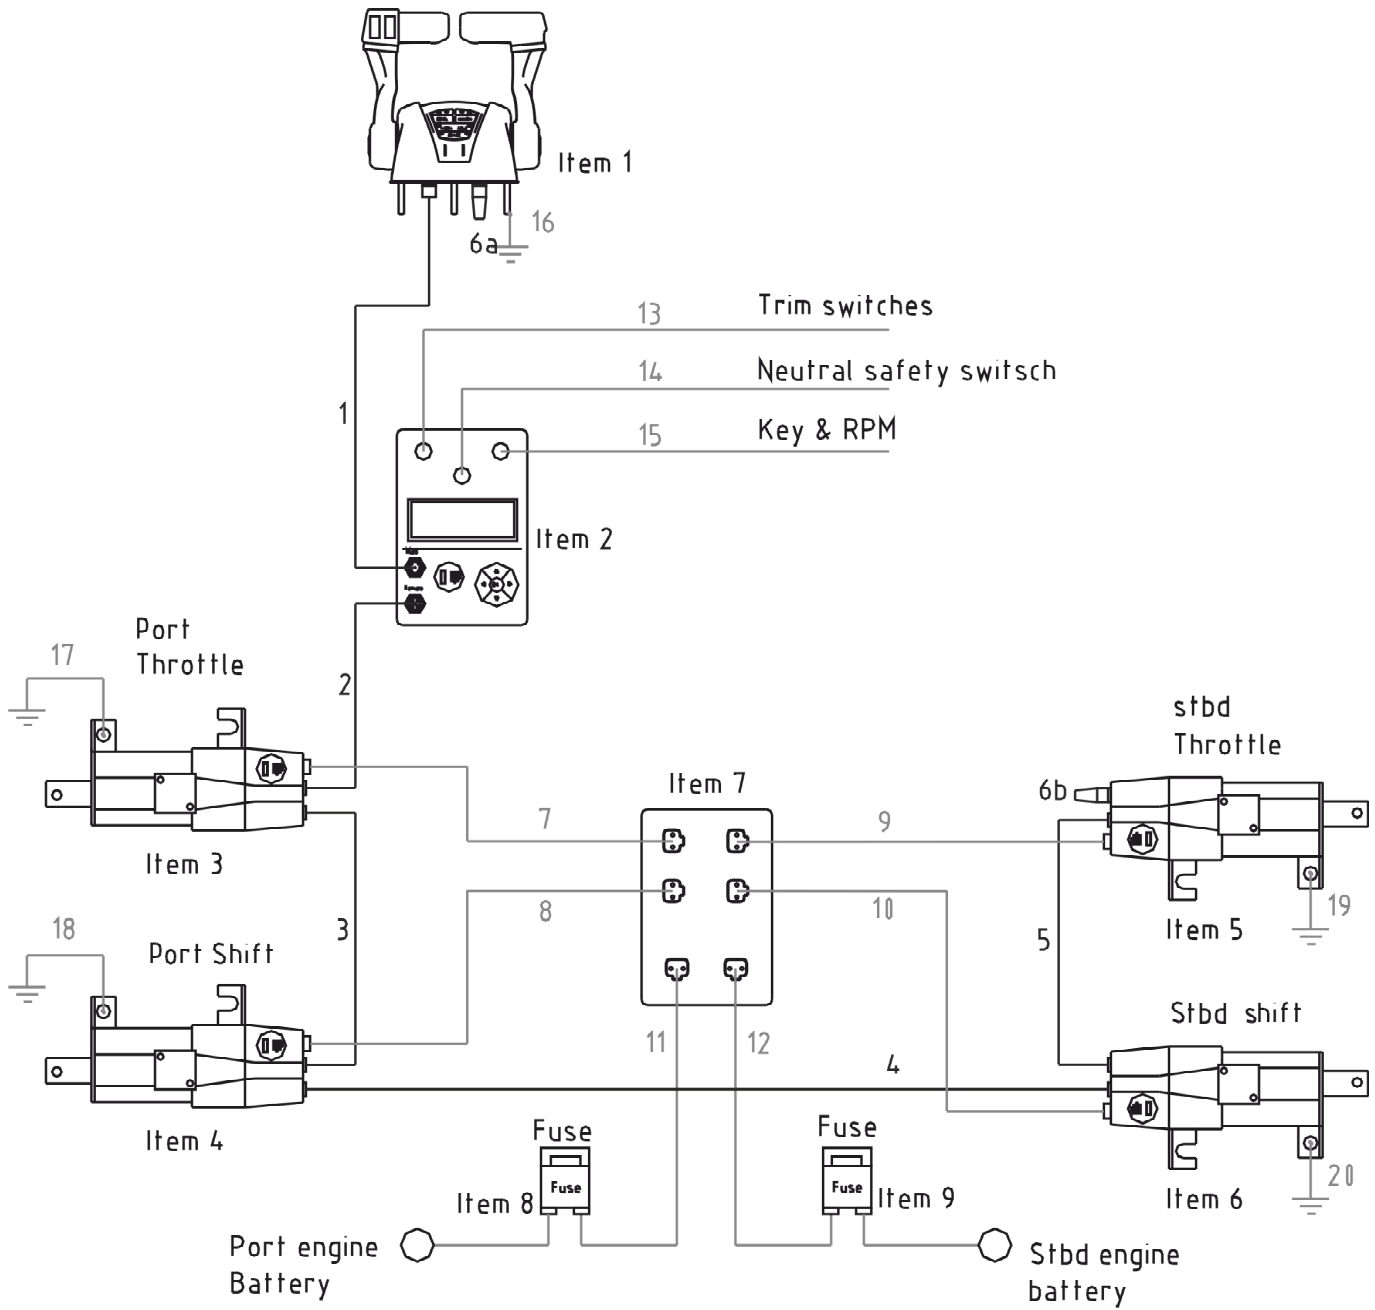 Item 1
16
6a
13
Trim switches
14
Neutral safety switsch
15
Key & RPM
1
Item 2
Port
Throttle
17
2
stbd
Throttle
Item 7
6b
7
9
Item 3
8
10
19
Item 5
18
3
5
Port Shift
Stbd shift
11
12
4
Item 4
Fuse
Fuse
Fuse
Fuse
Item 8
Item 9
20
Item 6
Port engine
Battery
Stbd engine
battery